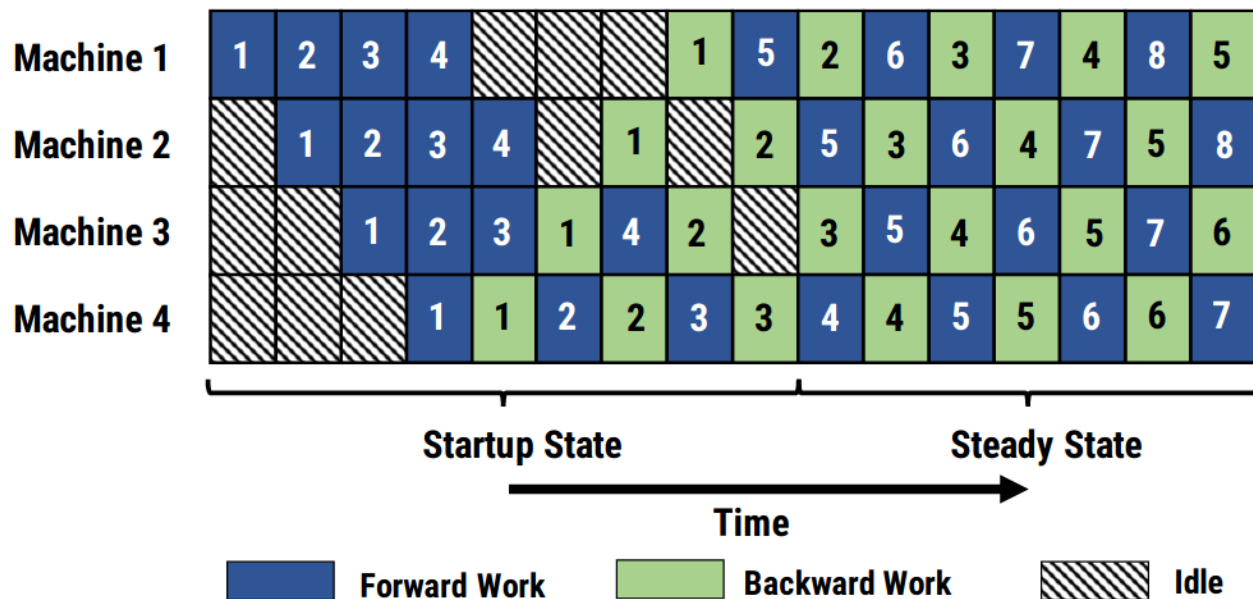 Machine 1 1 2 3 4 1 5 2 6 3 7 4 8 5
Machine 2 1 2 3 4 1 2 5 3 6 4 7 5 8
Machine 3 1 2 3 1 4 2 3 5 4 6 5 7 6
Machine 4 1 1 2 2 3 3 4 4 5 5 6 6 7
Startup State Steady State
Time
Forward Work Backward Work Idle